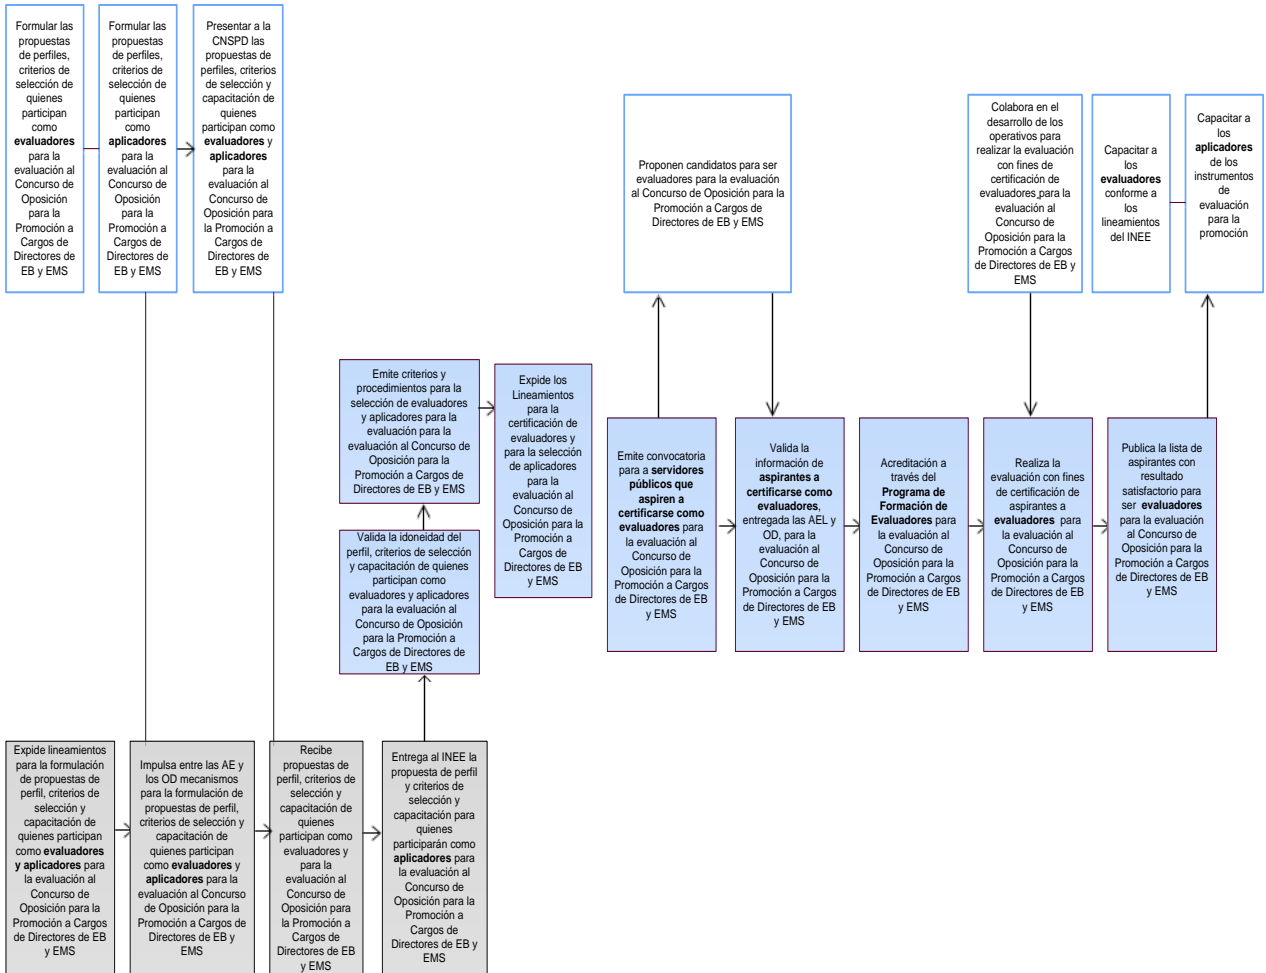 Formular las
propuestas
de perfiles,
criterios de
selección de
quienes
participan
como
evaluadores
para la
evaluación al
Concurso de
Oposición
para la
Promoción a
Cargos de
Directores de
EB y EMS
Formular las
propuestas
de perfiles,
criterios de
selección de
quienes
participan
como
aplicadores
para la
evaluación al
Concurso de
Oposición
para la
Promoción a
Cargos de
Directores de
EB y EMS
Presentar a la
CNSPD las
propuestas de
perfiles, criterios
de selección y
capacitación de
quienes
participan como
evaluadores y
aplicadores
para la
evaluación al
Concurso de
Oposición para
la Promoción a
Cargos de
Directores de
EB y EMS
Proponen candidatos para ser
evaluadores para la evaluación
al Concurso de Oposición para la
Promoción a Cargos de
Directores de EB y EMS
Colabora en el
desarrollo de los
operativos para
realizar la evaluación
con fines de
certificación de
evaluadores para la
evaluación al
Concurso de
Oposición para la
Promoción a Cargos
de Directores de EB y
EMS
Capacitar a
los
evaluadores
conforme a
los
lineamientos
del INEE
Capacitar a
los
aplicadores
de los
instrumentos
de
evaluación
para la
promoción
Emite criterios y
procedimientos para la
selección de evaluadores
y aplicadores para la
evaluación para la
evaluación al Concurso de
Oposición para la
Promoción a Cargos de
Directores de EB y EMS
Expide los
Lineamientos
para la
certificación de
evaluadores y
para la selección
de aplicadores
para la
evaluación al
Concurso de
Oposición para la
Promoción a
Cargos de
Directores de EB
y EMS
Valida la idoneidad del
perfil, criterios de selección
y capacitación de quienes
participan como
evaluadores y aplicadores
para la evaluación al
Concurso de Oposición
para la Promoción a
Cargos de Directores de
EB y EMS
Emite convocatoria
para a servidores
públicos que
aspiren a
certificarse como
evaluadores para
la evaluación al
Concurso de
Oposición para la
Promoción a Cargos
de Directores de EB
y EMS
Valida la
información de
aspirantes a
certificarse como
evaluadores,
entregada las AEL y
OD, para la
evaluación al
Concurso de
Oposición para la
Promoción a Cargos
de Directores de EB
y EMS
Acreditación a
través del
Programa de
Formación de
Evaluadores para
la evaluación al
Concurso de
Oposición para la
Promoción a Cargos
de Directores de EB
y EMS
Realiza la
evaluación con fines
de certificación de
aspirantes a
evaluadores para
la evaluación al
Concurso de
Oposición para la
Promoción a Cargos
de Directores de EB
y EMS
Publica la lista de
aspirantes con
resultado
satisfactorio para
ser evaluadores
para la evaluación
al Concurso de
Oposición para la
Promoción a Cargos
de Directores de EB
y EMS
Expide lineamientos
para la formulación
de propuestas de
perfil, criterios de
selección y
capacitación de
quienes participan
como evaluadores
y aplicadores para
la evaluación al
Concurso de
Oposición para la
Promoción a Cargos
de Directores de EB
y EMS
Impulsa entre las AE y
los OD mecanismos
para la formulación de
propuestas de perfil,
criterios de selección y
capacitación de
quienes participan
como evaluadores y
aplicadores para la
evaluación al Concurso
de Oposición para la
Promoción a Cargos de
Directores de EB y
EMS
Recibe
propuestas de
perfil, criterios de
selección y
capacitación de
quienes
participan como
evaluadores y
para la
evaluación al
Concurso de
Oposición para
la Promoción a
Cargos de
Directores de EB
y EMS
Entrega al INEE la
propuesta de perfil
y criterios de
selección y
capacitación para
quienes
participarán como
aplicadores para
la evaluación al
Concurso de
Oposición para la
Promoción a
Cargos de
Directores de EB y
EMS